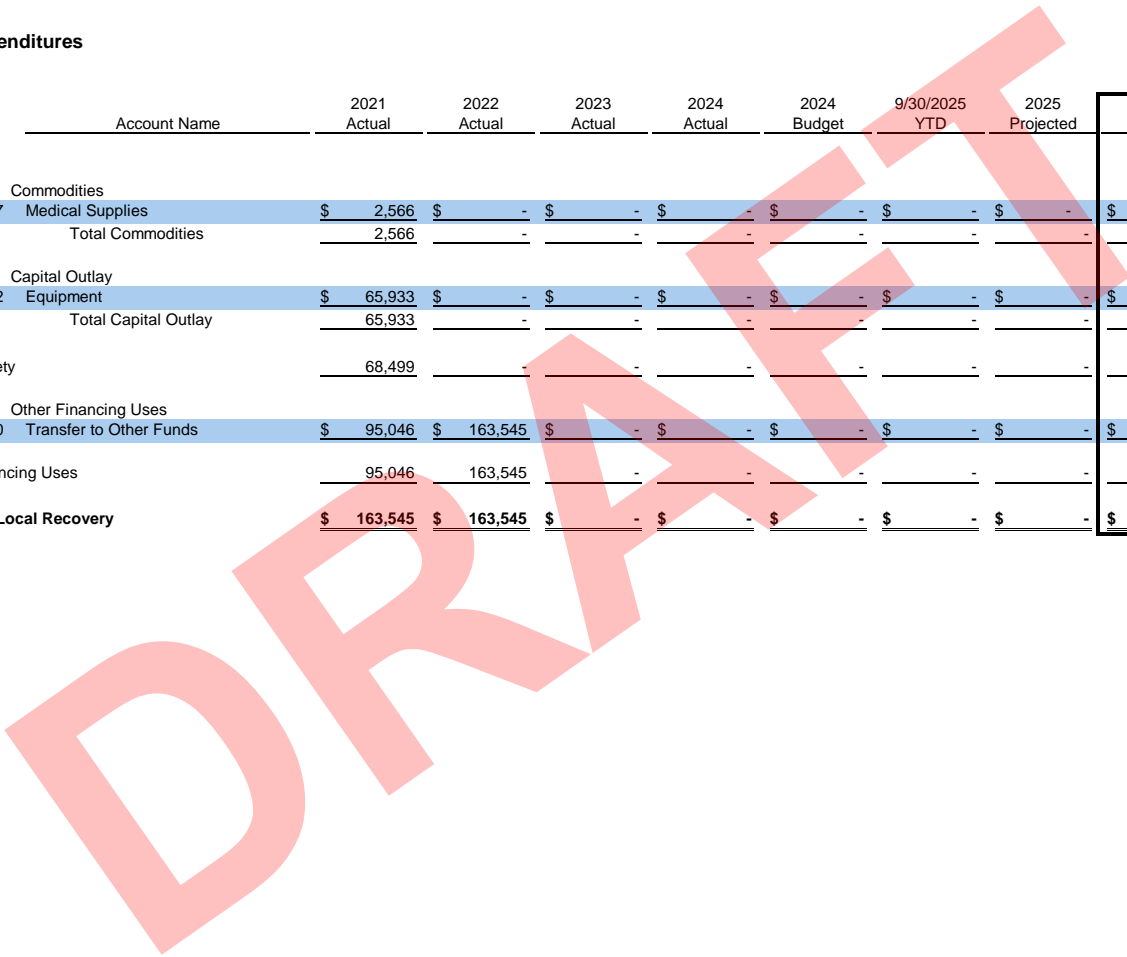 enditures
2021 2022 2023 2024 2024 9/30/2025 2025
Account Name Actual Actual Actual Actual Budget YTD Projected
Commodities
7 Medical Supplies $ 2,566 $ - $ - $ - $ - $ - $ - $
Total Commodities 2,566 - - - - - -
Capital Outlay
2 Equipment $ 65,933 $ - $ - $ - $ - $ - $ - $
Total Capital Outlay 65,933 - - - - - -
ety 68,499 - - - - - -
Other Financing Uses
0 Transfer to Other Funds $ 95,046 $ 163,545 $ - $ - $ - $ - $ - $
ncing Uses 95,046 163,545 - - - - -
Local Recovery $ 163,545 $ 163,545 $ - $ - $ - $ - $ - $
DRAFT